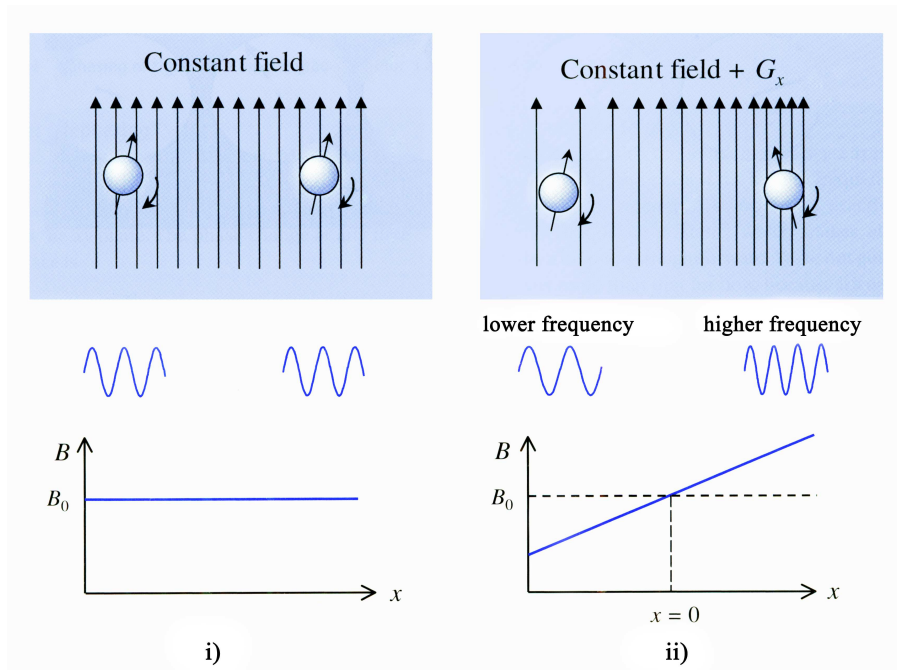 Constant field
Constant field + Gₓ
lower frequency
higher frequency
B
B₀
x
B
B₀
x
x = 0
i)
ii)